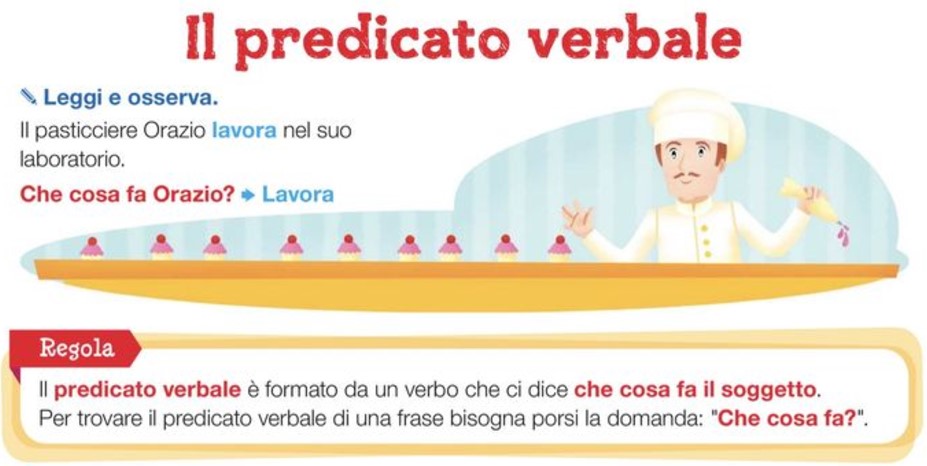 Il predicato verbale
Leggi e osserva.
Il pasticciere Orazio lavora nel suo
laboratorio.
Che cosa fa Orazio? ➧ Lavora
Regola
Il predicato verbale è formato da un verbo che ci dice che cosa fa il soggetto.
Per trovare il predicato verbale di una frase bisogna porsi la domanda: "Che cosa fa?".